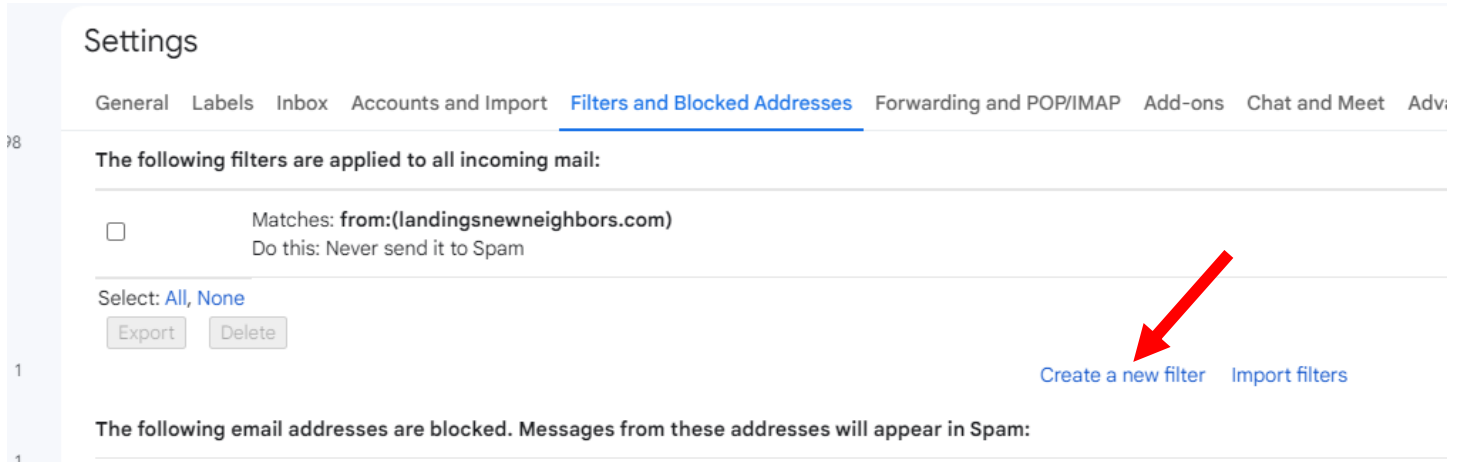 Settings
General Labels Inbox Accounts and Import Filters and Blocked Addresses Forwarding and POP/IMAP Add-ons Chat and Meet
98
The following filters are applied to all incoming mail:
Matches: from:(landingsnewneighbors.com)
Do this: Never send it to Spam
Select: All, None
Export Delete
1
Create a new filter Import filters
The following email addresses are blocked. Messages from these addresses will appear in Spam: